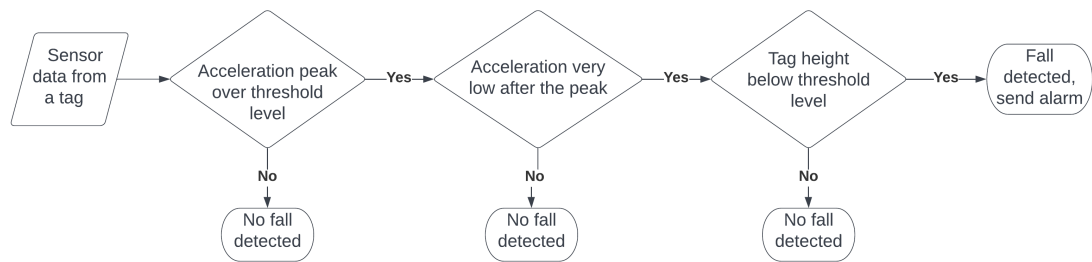 Sensor
data from
a tag
Acceleration peak
over threshold
level
Yes
Acceleration very
low after the peak
Yes
Tag height
below threshold
level
Yes
Fall
detected,
send alarm
No
No
No
No fall
detected
No fall
detected
No fall
detected